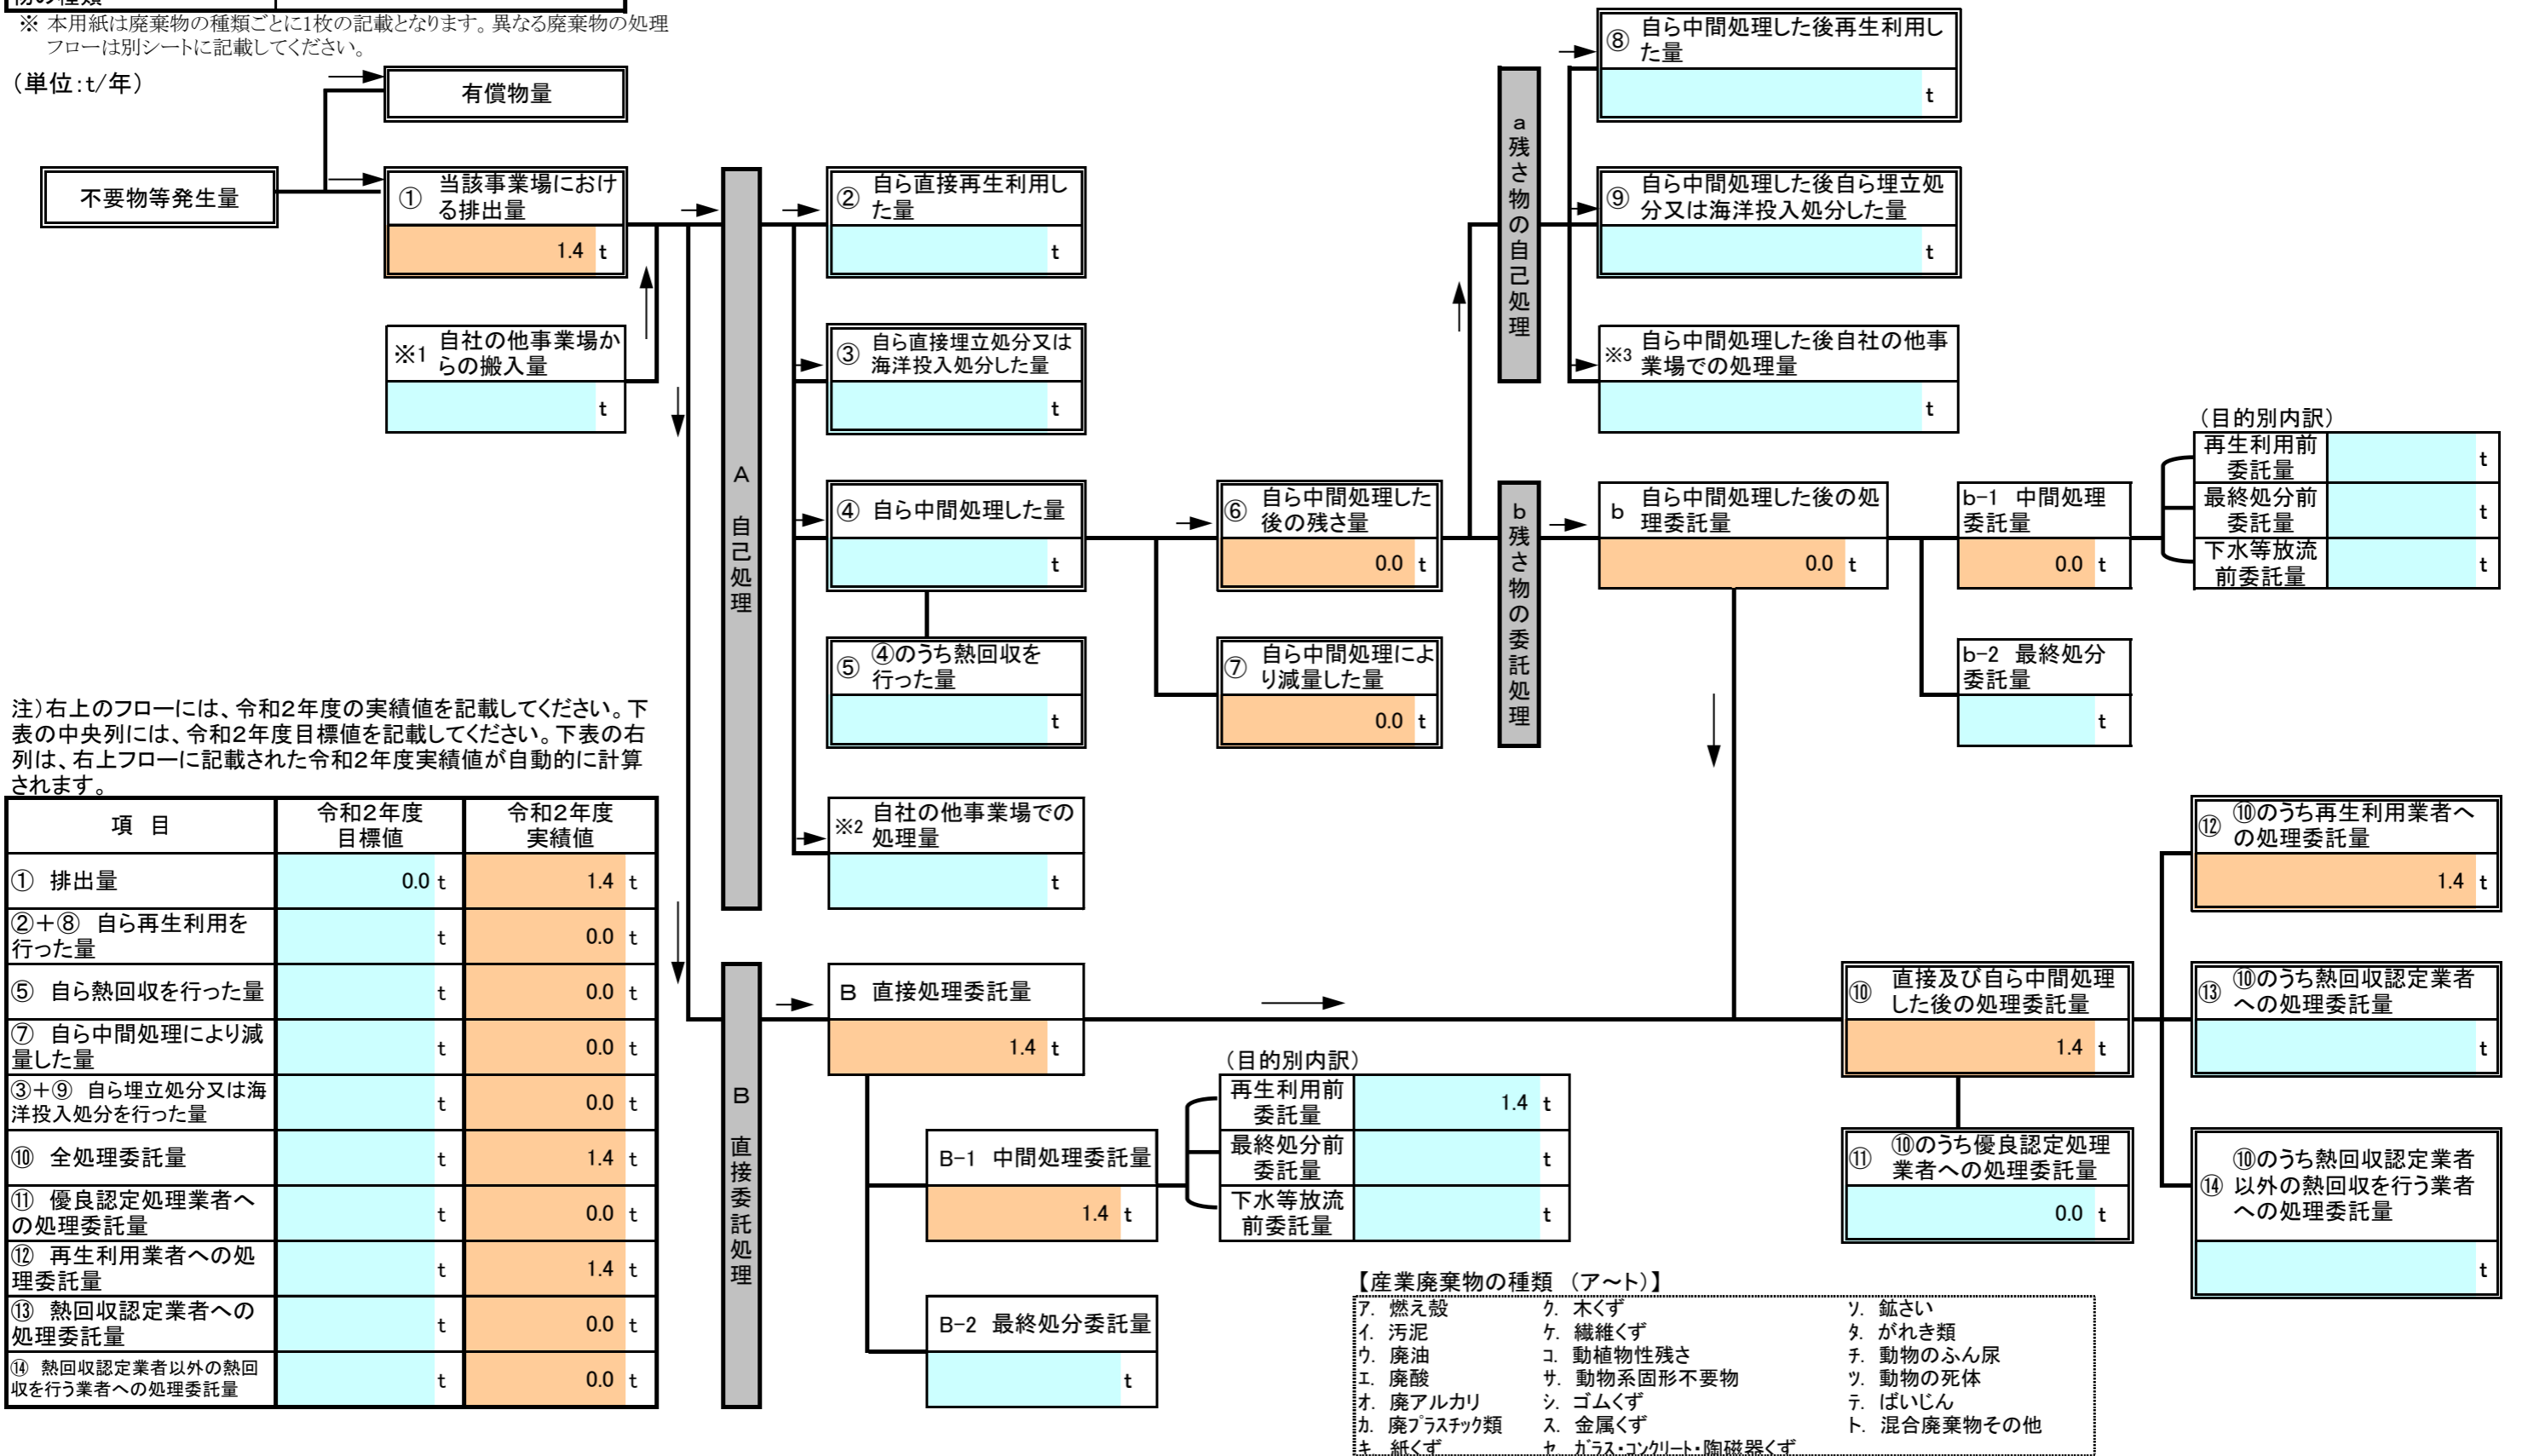 物の種類
※ 本用紙は廃棄物の種類ごとに1枚の記載となります。異なる廃棄物の処理
フローは別シートに記載してください。
(単位:t/年)
有償物量
不要物等発生量
① 当該事業場におけ
る排出量
1.4 t
※1 自社の他事業場か
らの搬入量
t
A 自己処理
② 自ら直接再生利用し
た量
t
③ 自ら直接埋立処分又は
海洋投入処分した量
t
④ 自ら中間処理した量
t
⑤ ④のうち熱回収を
行った量
t
※2 自社の他事業場での
処理量
t
⑥ 自ら中間処理した
後の残さ量
0.0 t
⑦ 自ら中間処理によ
り減量した量
0.0 t
a残さ物の自己処理
⑧ 自ら中間処理した後再生利用し
た量
t
⑨ 自ら中間処理した後自ら埋立処
分又は海洋投入処分した量
t
※3 自ら中間処理した後自社の他事
業場での処理量
t
b残さ物の委託処理
b 自ら中間処理した後の処
理委託量
0.0 t
b-1 中間処理
委託量
0.0 t
b-2 最終処分
委託量
t
(目的別内訳)
再生利用前
委託量
t
最終処分前
委託量
t
下水等放流
前委託量
t
注)右上のフローには、令和2年度の実績値を記載してください。下
表の中央列には、令和2年度目標値を記載してください。下表の右
列は、右上フローに記載された令和2年度実績値が自動的に計算
されます。
項 目 令和2年度
目標値 令和2年度
実績値
① 排出量 0.0 t 1.4 t
②+⑧ 自ら再生利用を
行った量 t 0.0 t
⑤ 自ら熱回収を行った量 t 0.0 t
⑦ 自ら中間処理により減
量した量 t 0.0 t
③+⑨ 自ら埋立処分又は海
洋投入処分を行った量 t 0.0 t
⑩ 全処理委託量 t 1.4 t
⑪ 優良認定処理業者へ
の処理委託量 t 0.0 t
⑫ 再生利用業者への処
理委託量 t 1.4 t
⑬ 熱回収認定業者への
処理委託量 t 0.0 t
⑭ 熱回収認定業者以外の熱回
収を行う業者への処理委託量 t 0.0 t
B 直接委託処理
B 直接処理委託量
1.4 t
B-1 中間処理委託量
1.4 t
B-2 最終処分委託量
t
(目的別内訳)
再生利用前
委託量
1.4 t
最終処分前
委託量
t
下水等放流
前委託量
t
⑩ 直接及び自ら中間処理
した後の処理委託量
1.4 t
⑪ ⑩のうち優良認定処理
業者への処理委託量
0.0 t
⑫ ⑩のうち再生利用業者へ
の処理委託量
1.4 t
⑬ ⑩のうち熱回収認定業者
への処理委託量
t
⑭ ⑩のうち熱回収認定業者
以外の熱回収を行う業者
への処理委託量
t
【産業廃棄物の種類 (ア～ト)】
ア. 燃え殻 ク. 木くず ソ. 鉱さい
イ. 汚泥 ケ. 繊維くず タ. がれき類
ウ. 廃油 コ. 動植物性残さ チ. 動物のふん尿
エ. 廃酸 サ. 動物系固形不要物 ツ. 動物の死体
オ. 廃アルカリ シ. ゴムくず テ. ばいじん
カ. 廃プラスチック類 ス. 金属くず ト. 混合廃棄物その他
キ. 紙くず セ. ガラス・コンクリート・陶磁器くず